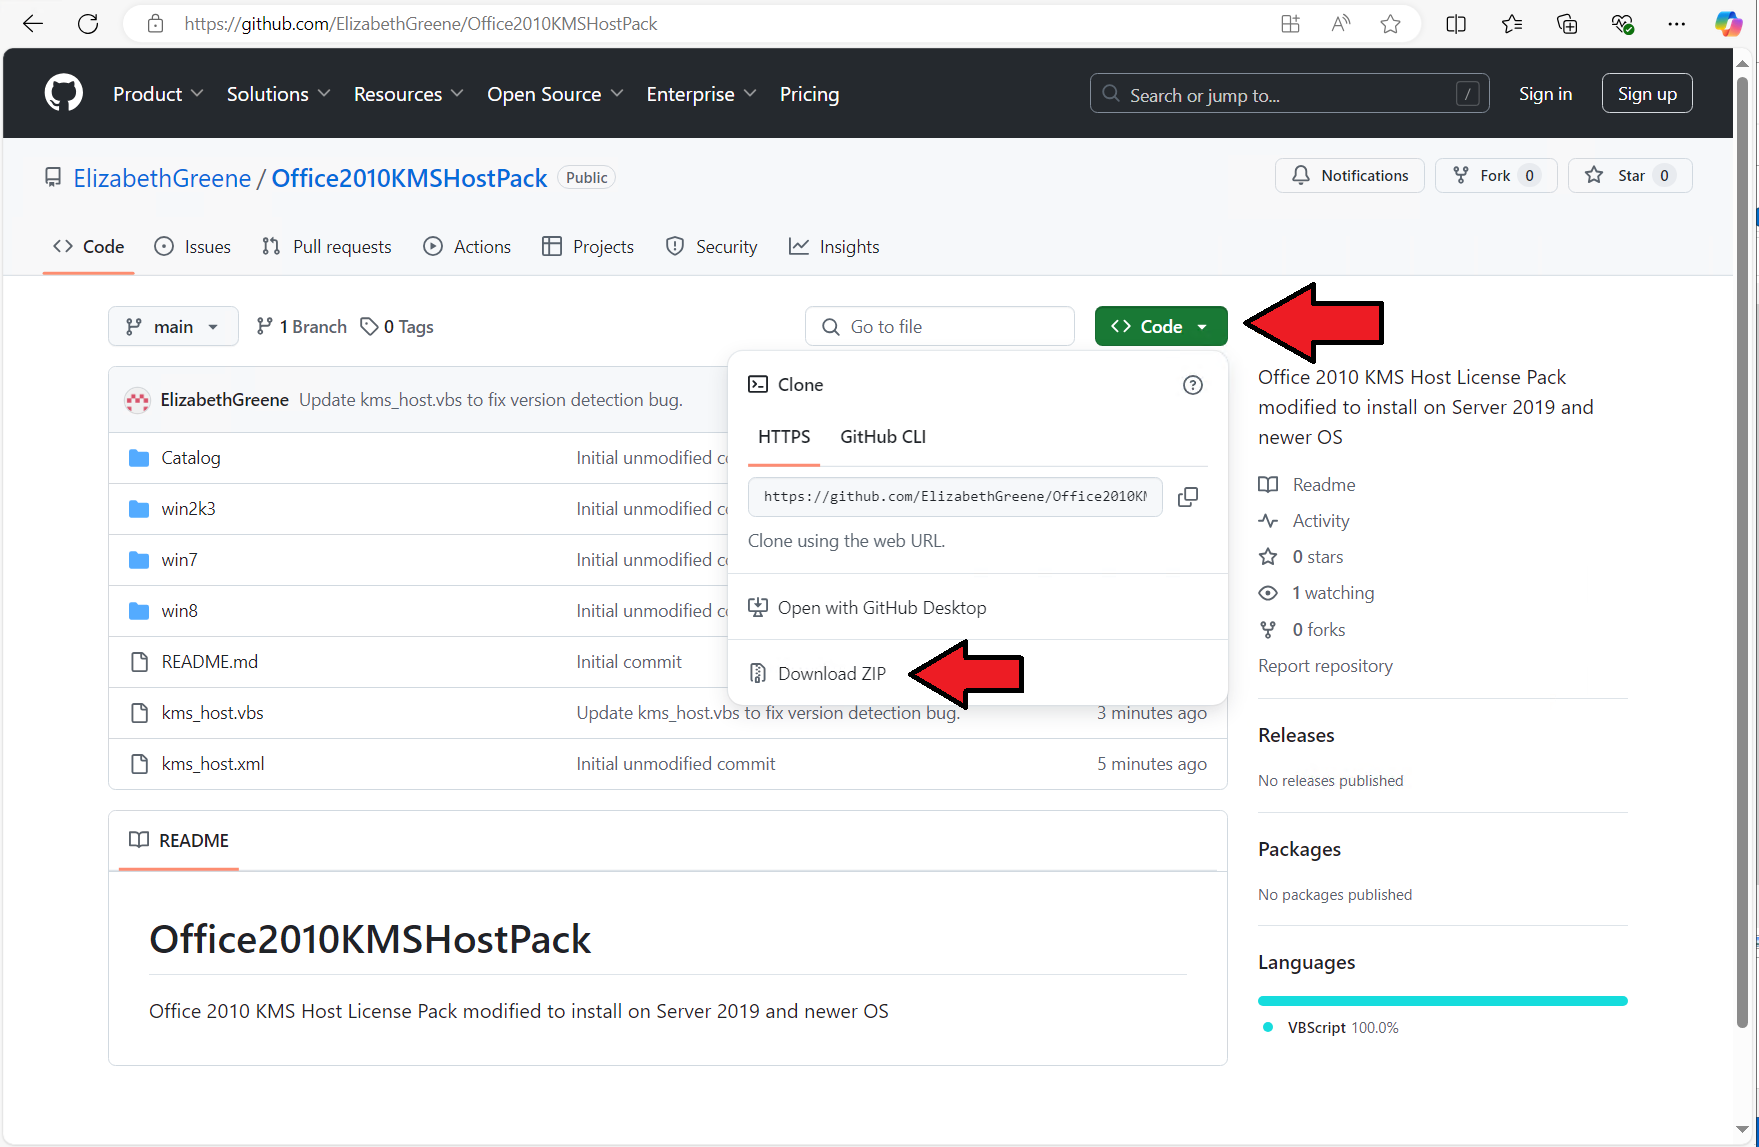 https://github.com/ElizabethGreene/Office2010KMSHostPack
Product Solutions Resources Open Source Enterprise Pricing Search or jump to... / Sign in Sign up
ElizabethGreene / Office2010KMSHostPack Public Notifications Fork 0 Star 0
Code Issues Pull requests Actions Projects Security Insights
main 1 Branch 0 Tags Go to file Code
Clone
HTTPS GitHub CLI
https://github.com/ElizabethGreene/Office2010KM
Clone using the web URL.
Open with GitHub Desktop
Download ZIP
ElizabethGreene Update kms_host.vbs to fix version detection bug.
Catalog Initial unmodified co
win2k3 Initial unmodified co
win7 Initial unmodified co
win8 Initial unmodified co
README.md Initial commit
kms_host.vbs Update kms_host.vbs to fix version detection bug. 3 minutes ago
kms_host.xml Initial unmodified commit 5 minutes ago
README
Office2010KMSHostPack
Office 2010 KMS Host License Pack modified to install on Server 2019 and newer OS
Office 2010 KMS Host License Pack
modified to install on Server 2019 and
newer OS
Readme
Activity
0 stars
1 watching
0 forks
Report repository
Releases
No releases published
Packages
No packages published
Languages
VBScript 100.0%